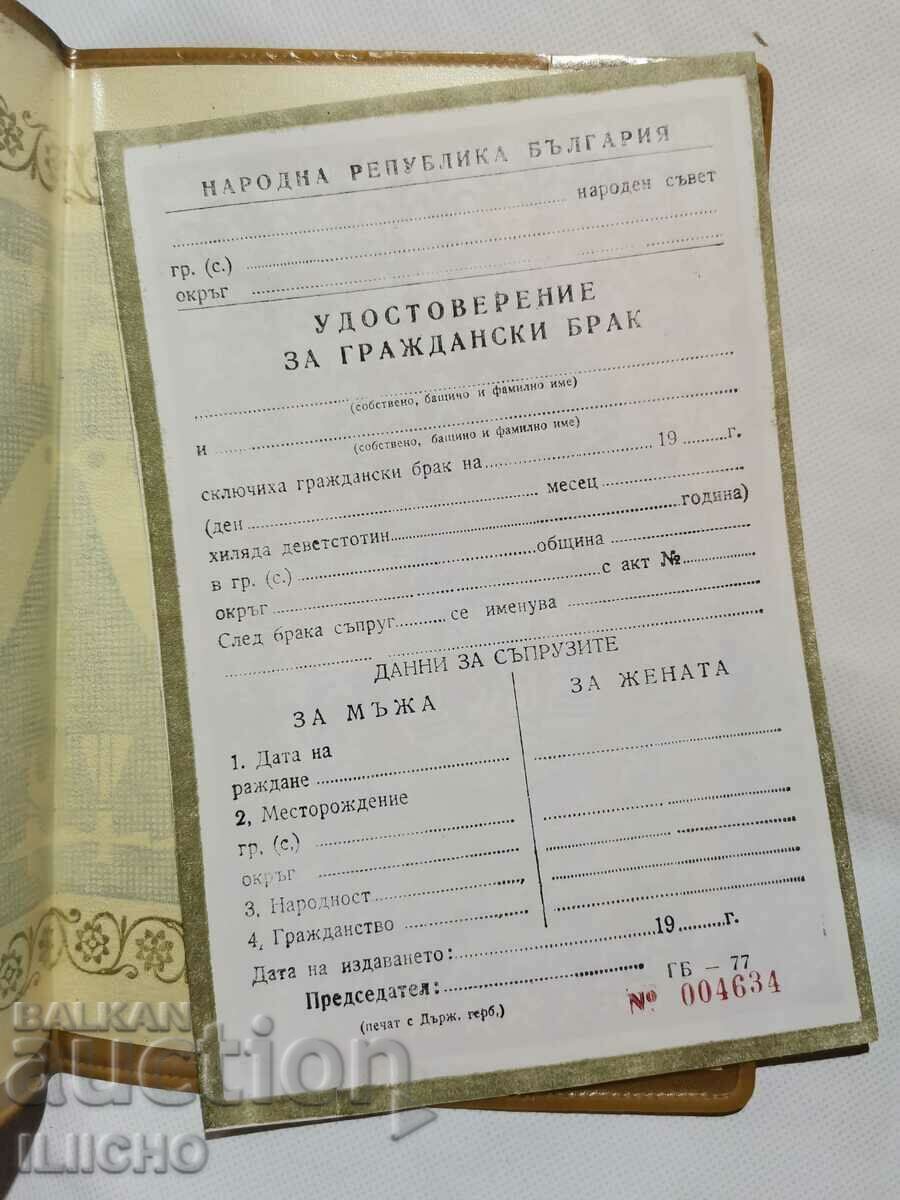 НАРОДНА РЕПУБЛИКА БЪЛГАРИЯ
народен съвет
гр. (с.)
окръг
УДОСТОВЕРЕНИЕ
ЗА ГРАЖДАНСКИ БРАК
(собствено, бащино и фамилно име)
и
(собствено, бащино и фамилно име)
сключиха граждански брак на 19 г.
(ден месец
хиляда деветстотин година)
в гр. (с.) община
окръг с акт №
След брака съпруг се именува
ДАННИ ЗА СЪПРУЗИТЕ
ЗА МЪЖА ЗА ЖЕНАТА
1. Дата на
раждане
2, Месторождение
гр. (с.)
окръг
3. Народност
4, Гражданство
Дата на издаването: 19 г.
Председател: ГБ – 77
(печат с Държ, герб,) № 004634
BALKAN
auction
ILIICHO